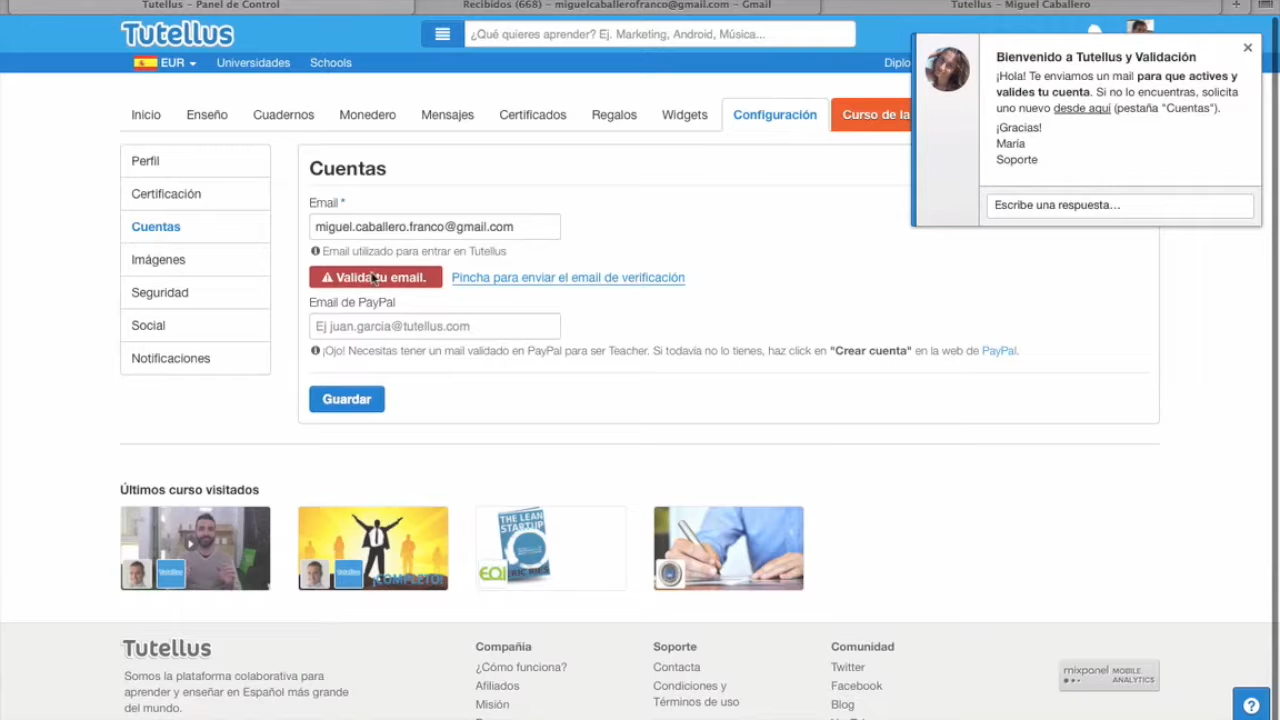 Tutellus – Panel de Control
Recibidos (668) – miguelcaballerofranco@gmail.com – Gmail
Tutellus – Miguel Caballero
+
Tutellus
¿Qué quieres aprender? Ej. Marketing, Android, Música...
EUR
Universidades
Schools
Diplo
Inicio
Enseño
Cuadernos
Monedero
Mensajes
Certificados
Regalos
Widgets
Configuración
Curso de la
Bienvenido a Tutellus y Validación
¡Hola! Te enviamos un mail para que actives y
valides tu cuenta. Si no lo encuentras, solicita
uno nuevo desde aquí (pestaña "Cuentas").
¡Gracias!
María
Soporte
Escribe una respuesta…
Perfil
Certificación
Cuentas
Imágenes
Seguridad
Social
Notificaciones
Cuentas
Email *
miguel.caballero.franco@gmail.com
Email utilizado para entrar en Tutellus
Valida tu email.
Pincha para enviar el email de verificación
Email de PayPal
Ej juan.garcia@tutellus.com
¡Ojo! Necesitas tener un mail validado en PayPal para ser Teacher. Si todavía no lo tienes, haz click en "Crear cuenta" en la web de PayPal.
Guardar
Últimos curso visitados
Tutellus
Tutellus
¡COMPLETO!
THE LEAN
STARTUP
EOI
ERIC RIES
Tutellus
Somos la plataforma colaborativa para
aprender y enseñar en Español más grande
del mundo.
Compañia
¿Cómo funciona?
Afiliados
Misión
Soporte
Contacta
Condiciones y
Términos de uso
Comunidad
Twitter
Facebook
Blog
mixpanel MOBILE
ANALYTICS
?